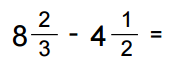 8 2/3 - 4 1/2 =